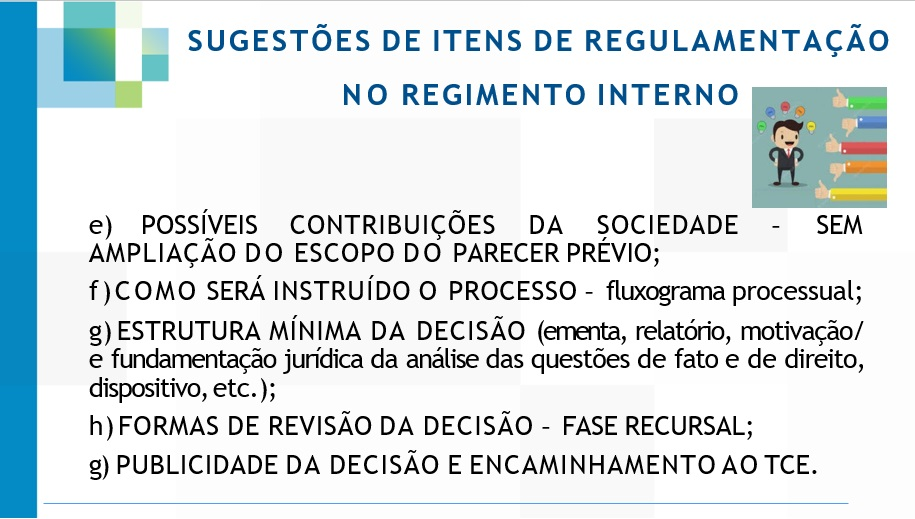 SUGESTÕES DE ITENS DE REGULAMENTAÇÃO
NO REGIMENTO INTERNO
e) POSSÍVEIS CONTRIBUIÇÕES DA SOCIEDADE – SEM
AMPLIAÇÃO DO ESCOPO DO PARECER PRÉVIO;
f) COMO SERÁ INSTRUÍDO O PROCESSO – fluxograma processual;
g) ESTRUTURA MÍNIMA DA DECISÃO (ementa, relatório, motivação/
e fundamentação jurídica da análise das questões de fato e de direito,
dispositivo, etc.);
h) FORMAS DE REVISÃO DA DECISÃO – FASE RECURSAL;
g) PUBLICIDADE DA DECISÃO E ENCAMINHAMENTO AO TCE.